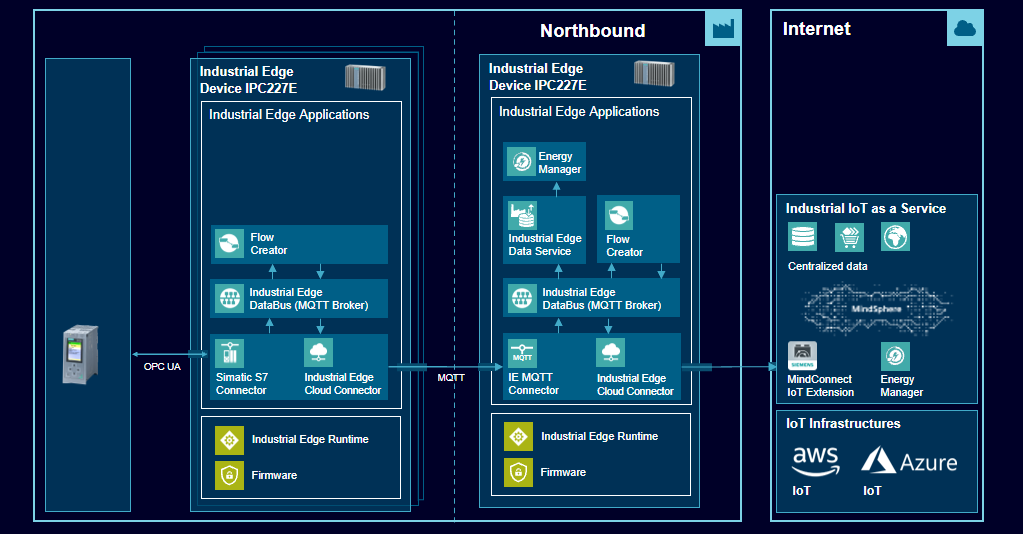 Northbound
Internet
Industrial Edge
Device IPC227E
Industrial Edge Applications
Flow
Creator
Industrial Edge
DataBus (MQTT Broker)
Simatic S7
Connector
Industrial Edge
Cloud Connector
Industrial Edge Runtime
Firmware
OPC UA
MQTT
Industrial Edge
Device IPC227E
Industrial Edge Applications
Energy
Manager
Industrial Edge
Data Service
Flow
Creator
Industrial Edge
DataBus (MQTT Broker)
MQTT
IE MQTT
Connector
Industrial Edge
Cloud Connector
Industrial Edge Runtime
Firmware
Industrial IoT as a Service
Centralized data
MindSphere
SIEMENS
MindConnect
IoT Extension
Energy
Manager
IoT Infrastructures
aws
IoT
Azure
IoT